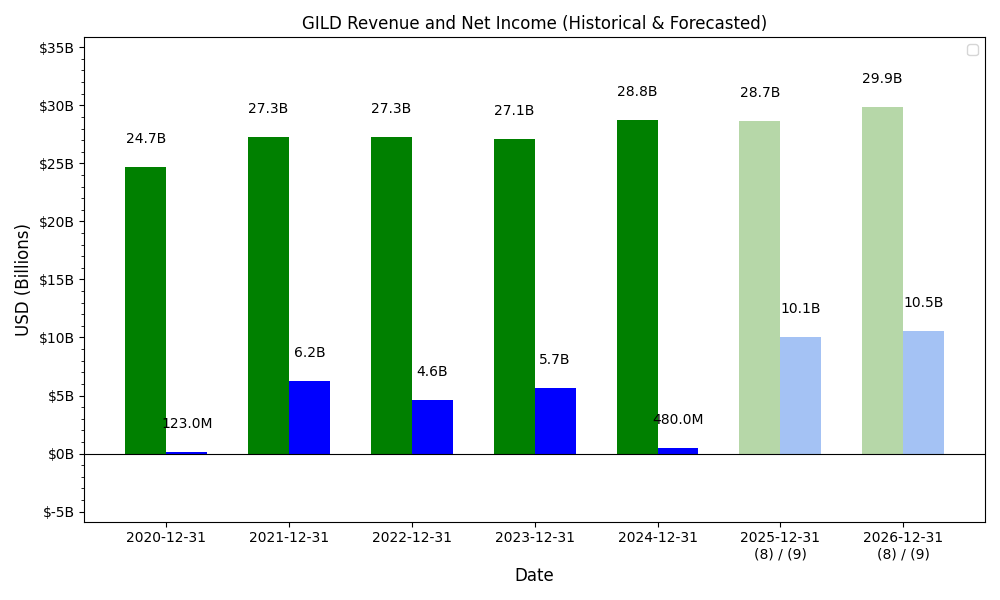 GILD Revenue and Net Income (Historical & Forecasted)
$35B
$30B
$25B
$20B
$15B
$10B
$5B
$0B
$-5B
USD (Billions)
24.7B
123.0M
27.3B
6.2B
27.3B
4.6B
27.1B
5.7B
28.8B
480.0M
28.7B
10.1B
29.9B
10.5B
2020-12-31
2021-12-31
2022-12-31
2023-12-31
2024-12-31
2025-12-31
(8) / (9)
2026-12-31
(8) / (9)
Date